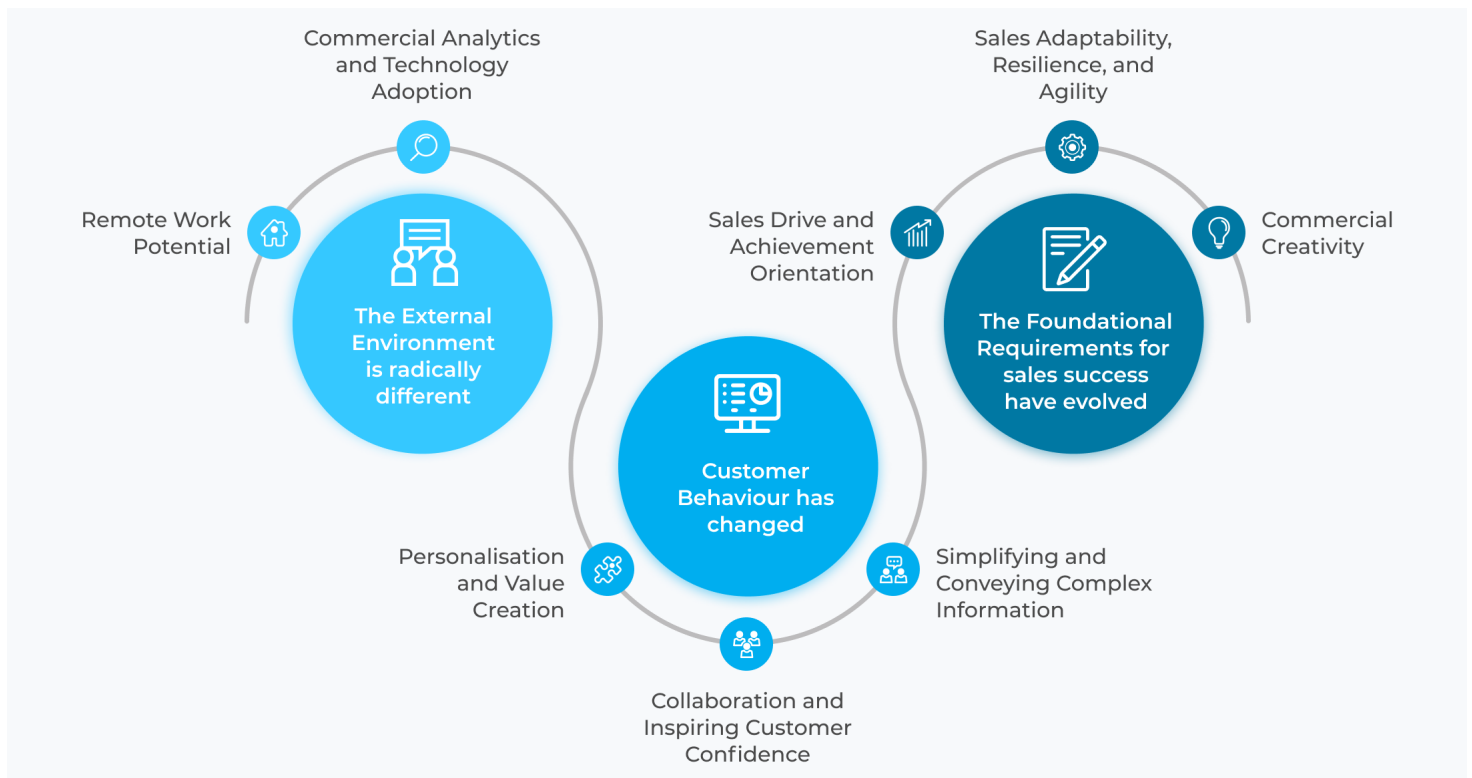 Commercial Analytics
and Technology
Adoption
Remote Work
Potential
The External
Environment
is radically
different
Personalisation
and Value
Creation
Customer
Behaviour has
changed
Collaboration and
Inspiring Customer
Confidence
Simplifying and
Conveying Complex
Information
Sales Drive and
Achievement
Orientation
Sales Adaptability,
Resilience, and
Agility
The Foundational
Requirements for
sales success
have evolved
Commercial
Creativity